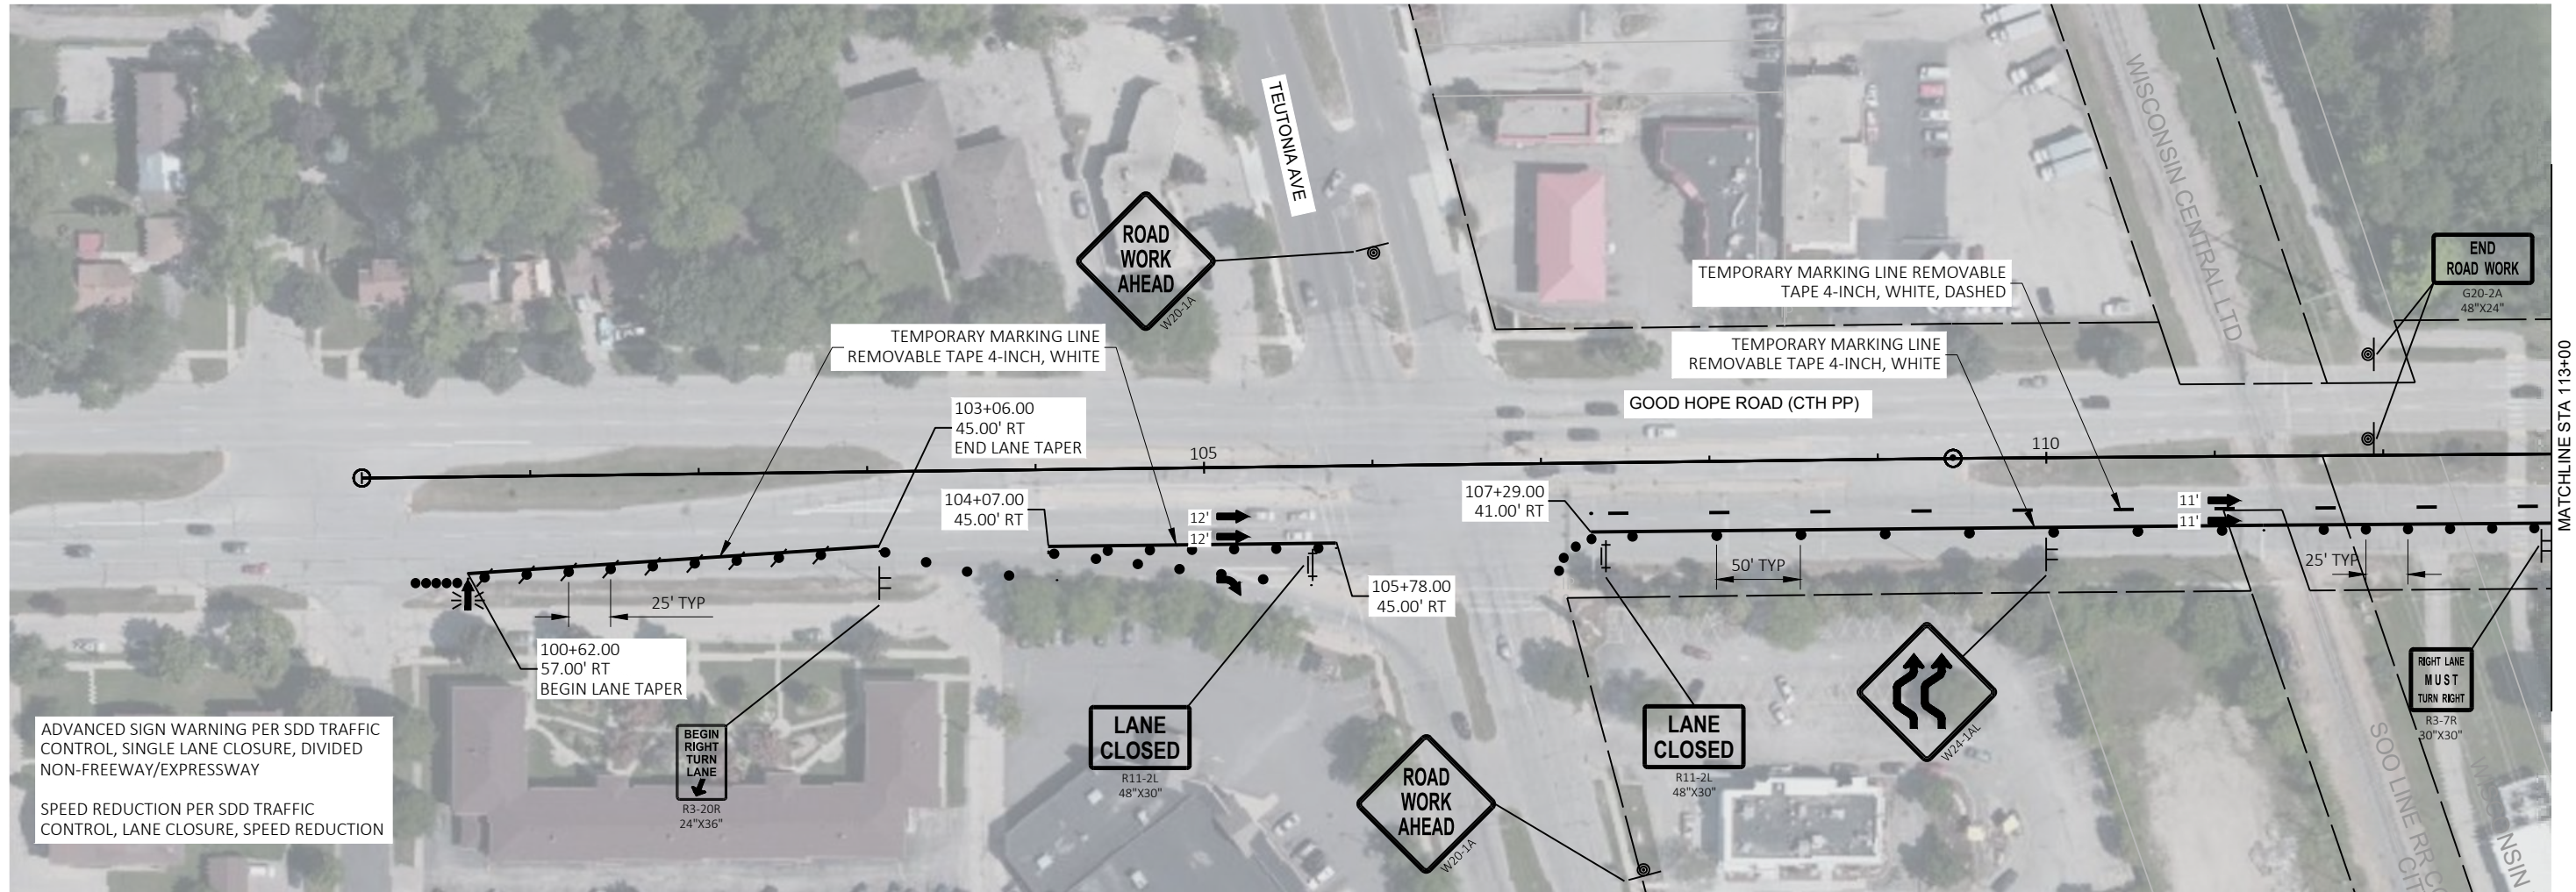 TEUTONIA AVE
WISCONSIN CENTRAL LTD
ROAD
WORK
AHEAD
W20-1A
END
ROAD WORK
G20-2A
48"X24"
TEMPORARY MARKING LINE REMOVABLE
TAPE 4-INCH, WHITE, DASHED
TEMPORARY MARKING LINE
REMOVABLE TAPE 4-INCH, WHITE
TEMPORARY MARKING LINE
REMOVABLE TAPE 4-INCH, WHITE
GOOD HOPE ROAD (CTH PP)
MATCHLINE STA 113+00
103+06.00
45.00' RT
END LANE TAPER
105
110
104+07.00
45.00' RT
107+29.00
41.00' RT
12'
12'
11'
11'
50' TYP
25' TYP
25' TYP
105+78.00
45.00' RT
100+62.00
57.00' RT
BEGIN LANE TAPER
ADVANCED SIGN WARNING PER SDD TRAFFIC
CONTROL, SINGLE LANE CLOSURE, DIVIDED
NON-FREEWAY/EXPRESSWAY
SPEED REDUCTION PER SDD TRAFFIC
CONTROL, LANE CLOSURE, SPEED REDUCTION
BEGIN
RIGHT
TURN
LANE
R3-20R
24"X36"
LANE
CLOSED
R11-2L
48"X30"
ROAD
WORK
AHEAD
W20-1A
LANE
CLOSED
R11-2L
48"X30"
W24-1AL
RIGHT LANE
MUST
TURN RIGHT
R3-7R
30"X30"
SOO LINE RR C